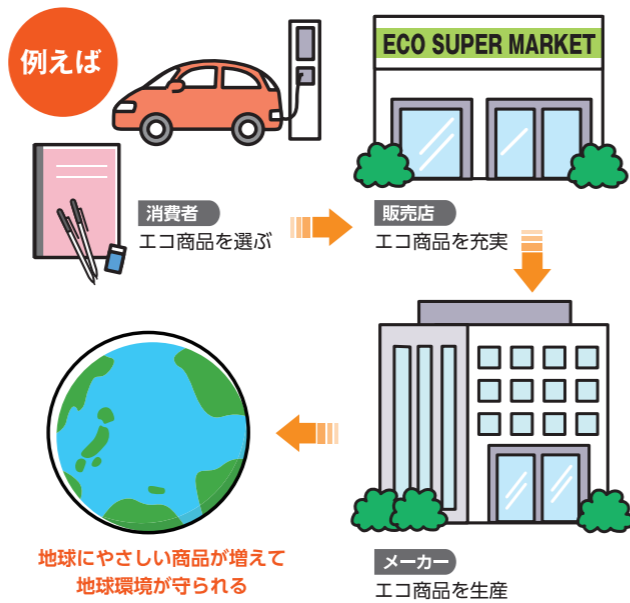 例えば
ECO SUPER MARKET
消費者
エコ商品を選ぶ
販売店
エコ商品を充実
メーカー
エコ商品を生産
地球にやさしい商品が増えて
地球環境が守られる